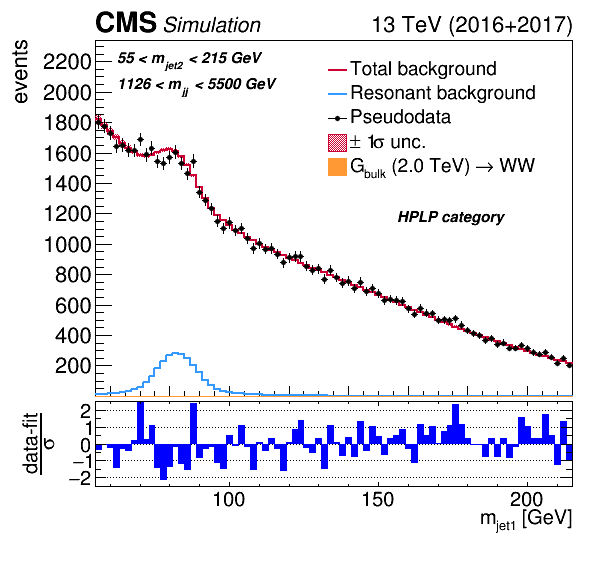 CMS Simulation 13 TeV (2016+2017)
events
55 < m_jet2 < 215 GeV
1126 < m_jj < 5500 GeV
Total background
Resonant background
Pseudodata
± 1σ unc.
G_bulk (2.0 TeV) → WW
HPLP category
2200
2000
1800
1600
1400
1200
1000
800
600
400
200
data-fit
σ
2
1
0
−1
−2
100 150 200
m_jet1 [GeV]